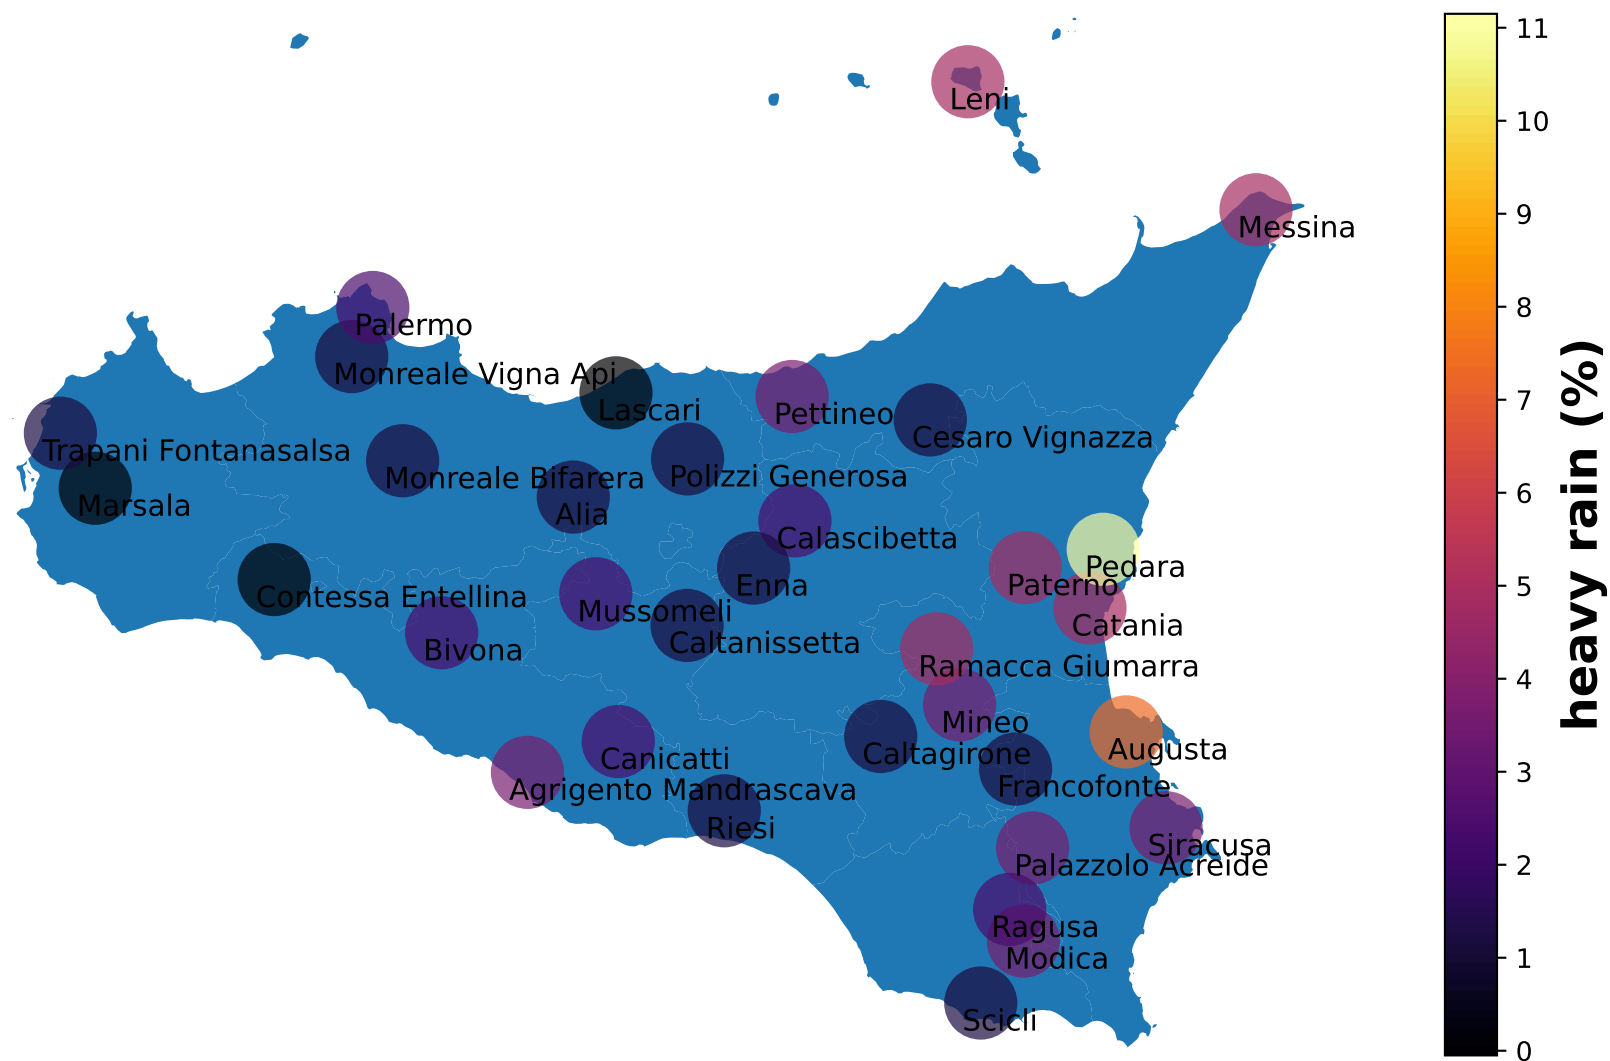 Leni
Messina
Palermo
Monreale Vigna Api
Lascari
Pettineo
Cesaro Vignazza
Trapani Fontanasalsa
Monreale Bifarera
Polizzi Generosa
Marsala
Alia
Calascibetta
Pedara
Enna
Paterno
Contessa Entellina
Mussomeli
Catania
Caltanissetta
Bivona
Ramacca Giumarra
Mineo
Augusta
Caltagirone
Canicatti
Francofonte
Agrigento Mandrascava
Riesi
Siracusa
Palazzolo Acreide
Ragusa
Modica
Scicli
11
10
9
8
7
6
5
4
3
2
1
0
heavy rain (%)